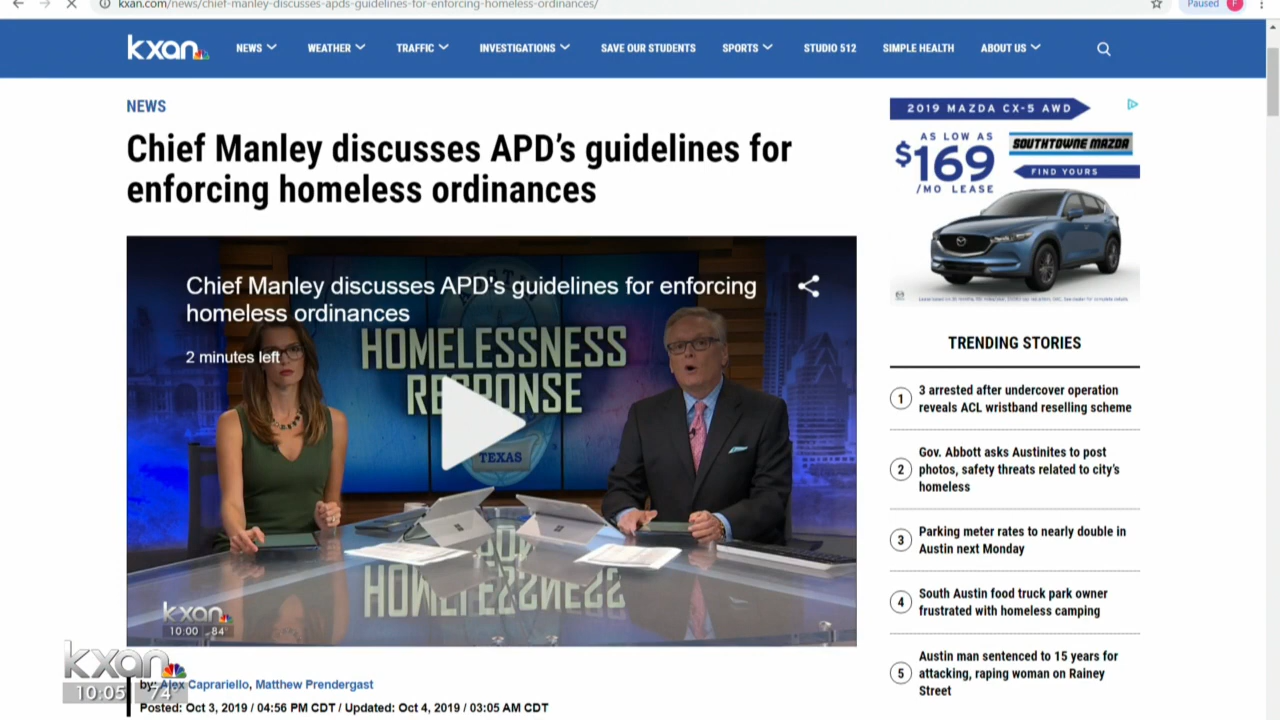 kxan.com/news/chief-manley-discusses-apds-guidelines-for-enforcing-homeless-ordinances/
Paused
F
kxan
NEWS
WEATHER
TRAFFIC
INVESTIGATIONS
SAVE OUR STUDENTS
SPORTS
STUDIO 512
SIMPLE HEALTH
ABOUT US
NEWS
Chief Manley discusses APD's guidelines for
enforcing homeless ordinances
Chief Manley discusses APD's guidelines for enforcing
homeless ordinances
2 minutes left
HOMELESSNESS
RESPONSE
TEXAS
kxan
10:00 84°
by: Alex Caprariello, Matthew Prendergast
Posted: Oct 3, 2019 / 04:56 PM CDT / Updated: Oct 4, 2019 / 03:05 AM CDT
kxan
10:05 74°
2019 MAZDA CX-5 AWD
AS LOW AS
$169
/MO LEASE
SOUTHTOWNE MAZDA
FIND YOURS
TRENDING STORIES
1
3 arrested after undercover operation
reveals ACL wristband reselling scheme
2
Gov. Abbott asks Austinites to post
photos, safety threats related to city's
homeless
3
Parking meter rates to nearly double in
Austin next Monday
4
South Austin food truck park owner
frustrated with homeless camping
5
Austin man sentenced to 15 years for
attacking, raping woman on Rainey
Street